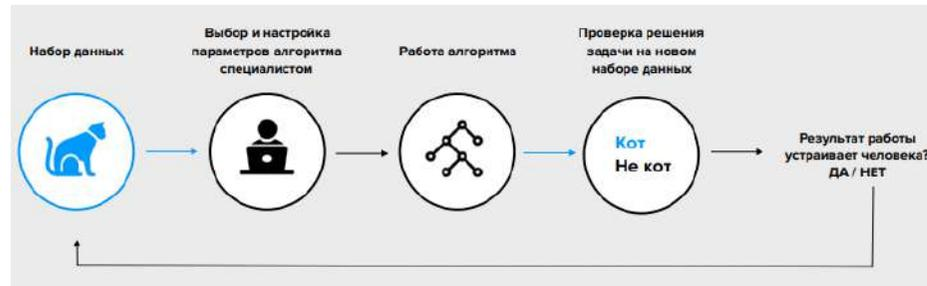 Набор данных
Выбор и настройка
параметров алгоритма
специалистом
Работа алгоритма
Проверка решения
задачи на новом
наборе данных
Кот
Не кот
Результат работы
устраивает человека?
ДА / НЕТ